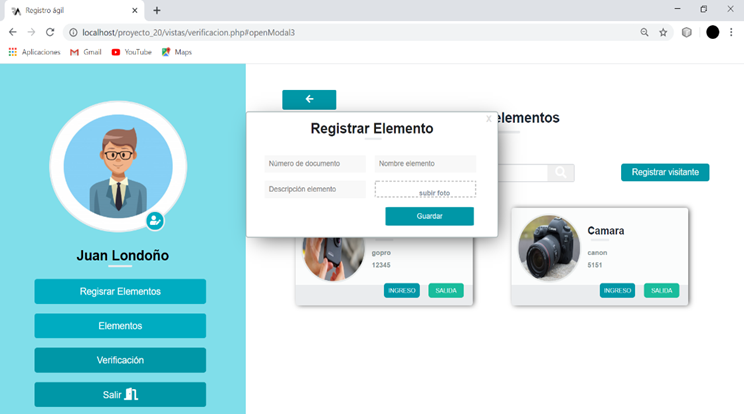 Registro ágil
localhost/proyecto_20/vistas/verificacion.php#openModal3
Aplicaciones
Gmail
YouTube
Maps
elementos
x
Registrar Elemento
Número de documento
Nombre elemento
Descripción elemento
subir foto
Guardar
Registrar visitante
Juan Londoño
Regisrar Elementos
Elementos
Verificación
Salir
gopro
12345
INGRESO
SALIDA
Camara
canon
5151
INGRESO
SALIDA